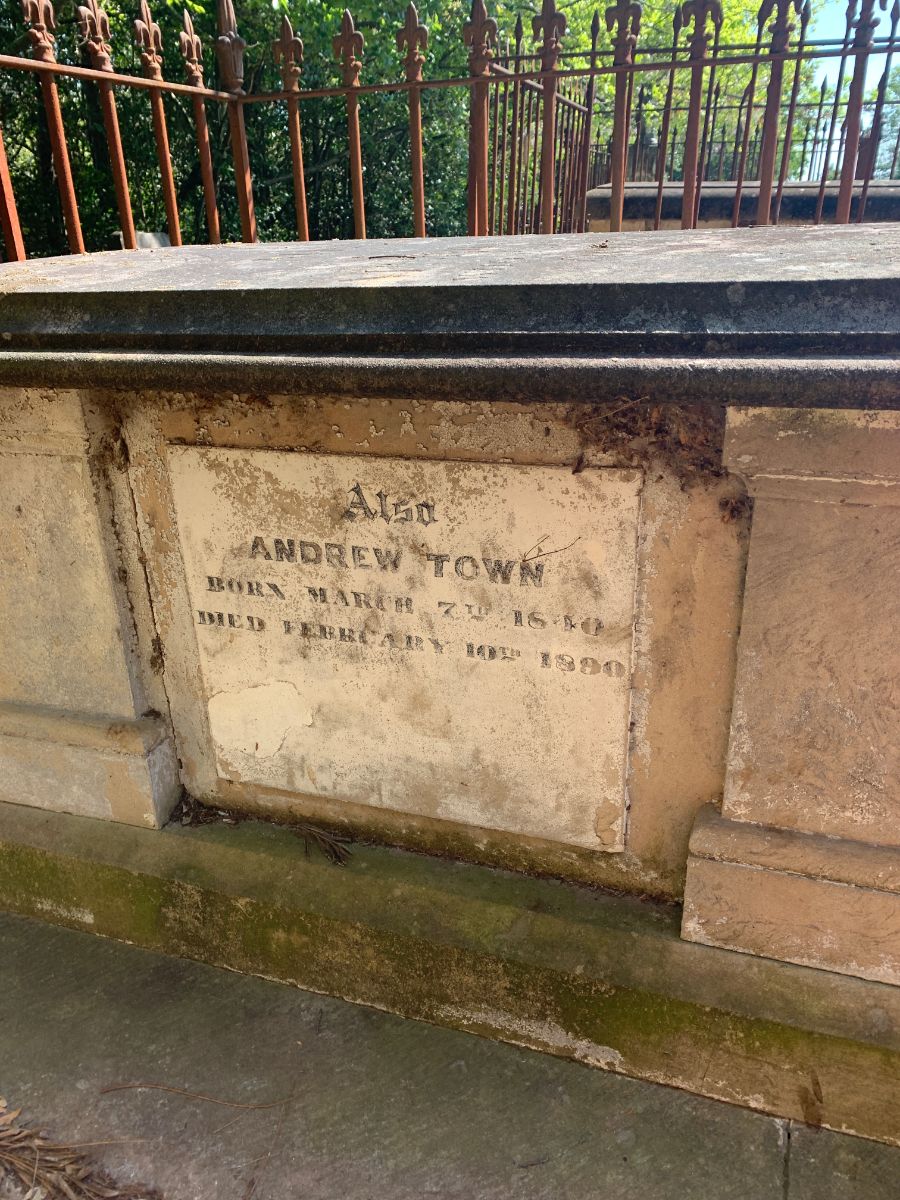 Also
ANDREW TOWN
BORN MARCH 7TH 1840
DIED FEBRUARY 10TH 1890